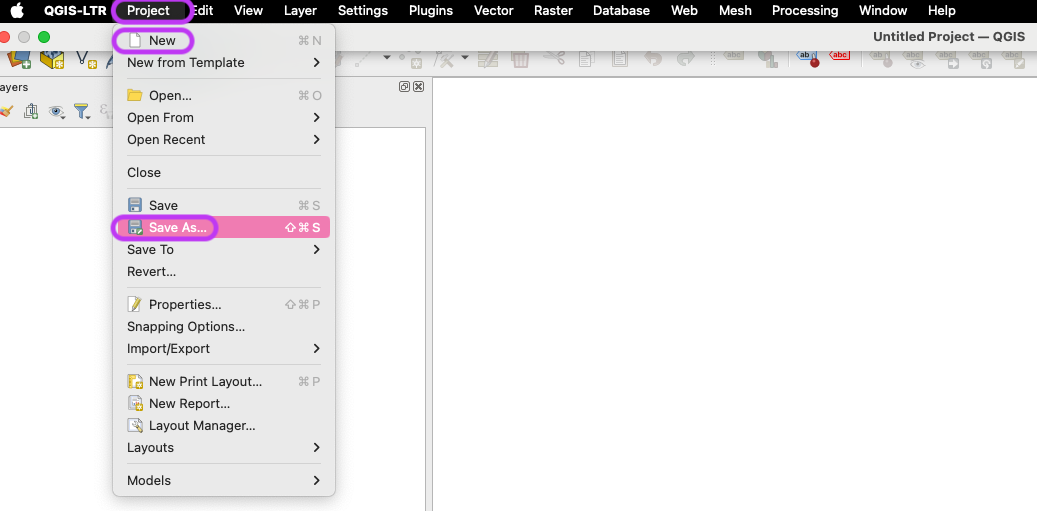 QGIS-LTR Project Edit View Layer Settings Plugins Vector Raster Database Web Mesh Processing Window Help
Untitled Project — QGIS
New ⌘ N
New from Template
ayers
Open... ⌘ O
Open From
Open Recent
Close
Save ⌘ S
Save As... ⇧ ⌘ S
Save To
Revert...
Properties... ⇧ ⌘ P
Snapping Options...
Import/Export
New Print Layout... ⌘ P
New Report...
Layout Manager...
Layouts
Models